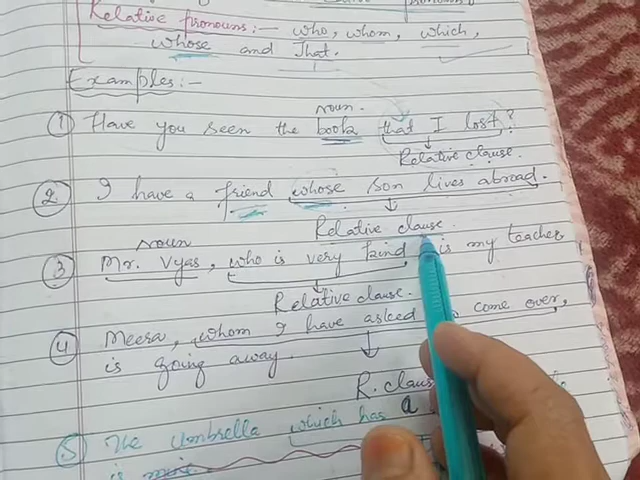 Relative pronouns:- who, whom, which,
whose and That.
Examples:-
noun.
① Have you seen the book that I lost?
Relative clause.
② I have a friend whose son lives abroad.
Relative clause
noun
③ Mr. Vyas, who is very kind is my teacher
Relative clause.
④ Meera, whom I have asked come over,
is going away.
R. claus
⑤ The Umbrella which has a
is